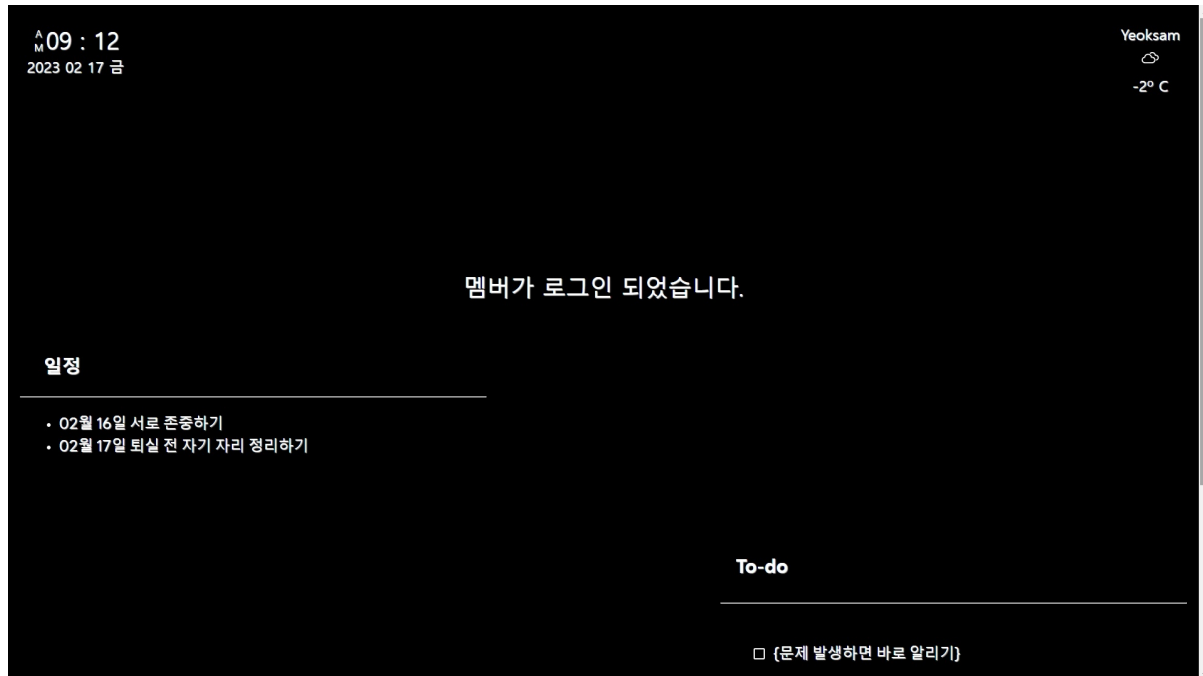 AM 09 : 12
2023 02 17 금
Yeoksam
-2º C
멤버가 로그인 되었습니다.
일정
• 02월 16일 서로 존중하기
• 02월 17일 퇴실 전 자기 자리 정리하기
To-do
☐ {문제 발생하면 바로 알리기}